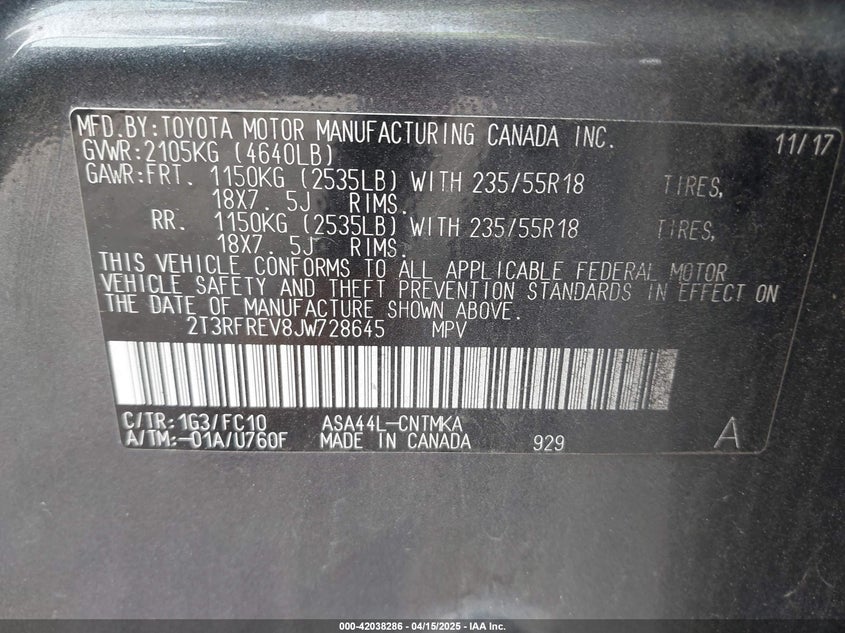 MFD.BY:TOYOTA MOTOR MANUFACTURING CANADA INC. 11/17
GVWR:2105KG (4640LB)
GAWR:FRT. 1150KG (2535LB) WITH 235/55R18 TIRES,
18X7.5J RIMS.
RR. 1150KG (2535LB) WITH 235/55R18 TIRES,
18X7.5J RIMS.
THIS VEHICLE CONFORMS TO ALL APPLICABLE FEDERAL MOTOR
VEHICLE SAFETY AND THEFT PREVENTION STANDARDS IN EFFECT ON
THE DATE OF MANUFACTURE SHOWN ABOVE.
2T3RFREV8JW728645 MPV
C/TR:1G3/FC10 ASA44L-CNTMKA
A/TM:-01A/U760F MADE IN CANADA 929 A
000-42038286 - 04/15/2025 - IAA Inc.